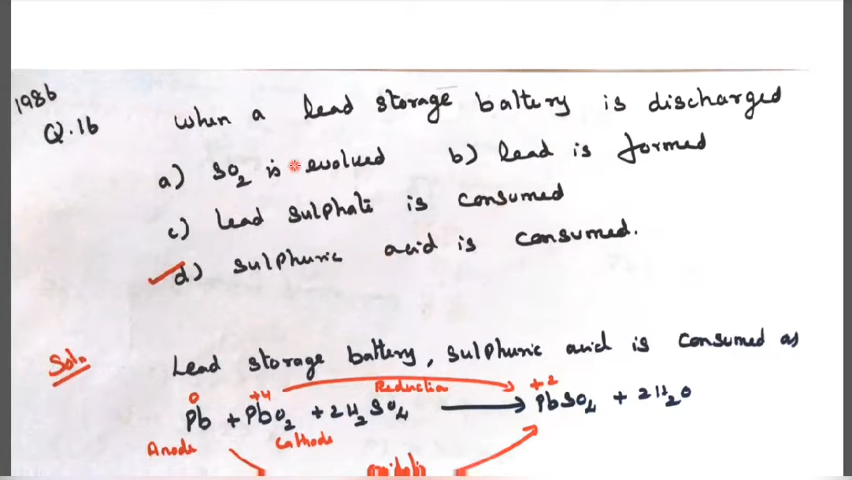 1986
Q.16 When a lead storage battery is discharged
a) SO2 is evolved b) lead is formed
c) Lead sulphate is consumed
d) Sulphuric acid is consumed.
Soln Lead storage battery, sulphuric acid is consumed as
Reduction
0 +4 +2
Pb + PbO2 + 2H2SO4 → PbSO4 + 2H2O
Anode Cathode